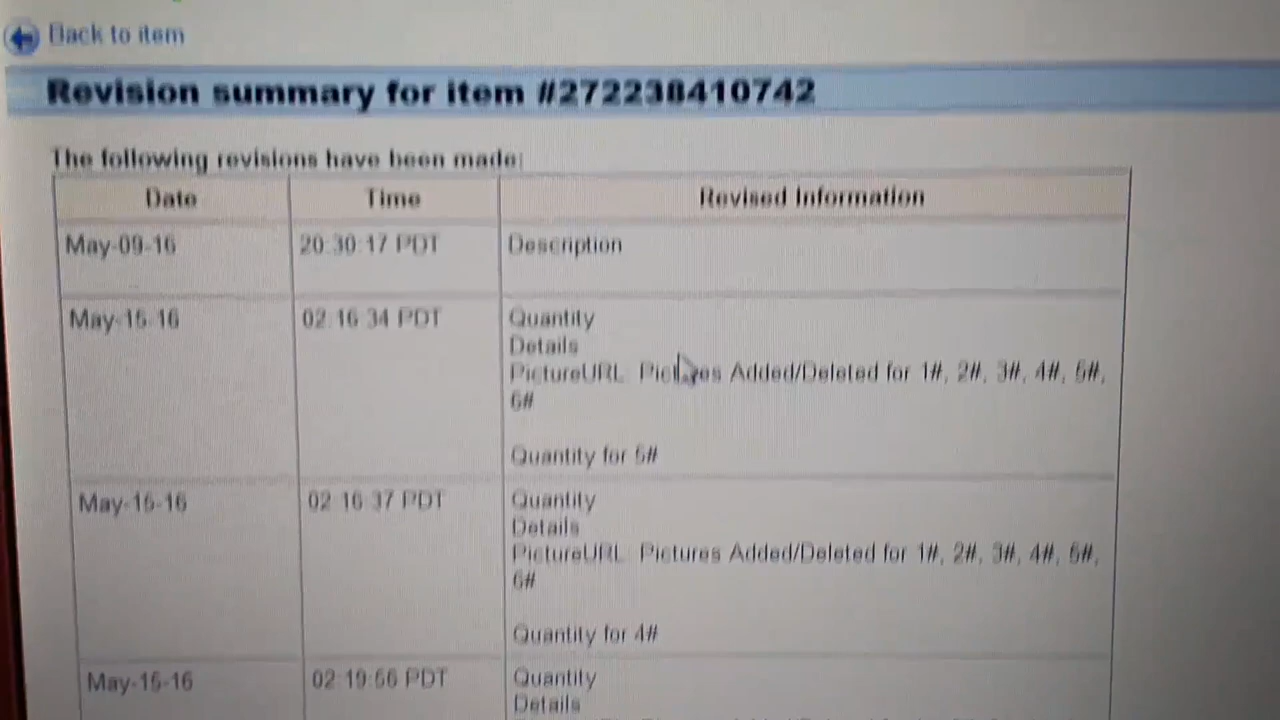 Back to item
Revision summary for item #272238410742
The following revisions have been made:
Date Time Revised Information
May-09-16 20:30:17 PDT Description
May-15-16 02:16:34 PDT Quantity
Details
PictureURL Pictures Added/Deleted for 1#, 2#, 3#, 4#, 5#,
6#
Quantity for 5#
May-15-16 02:16:37 PDT Quantity
Details
PictureURL Pictures Added/Deleted for 1#, 2#, 3#, 4#, 5#,
6#
Quantity for 4#
May-15-16 02:19:56 PDT Quantity
Details